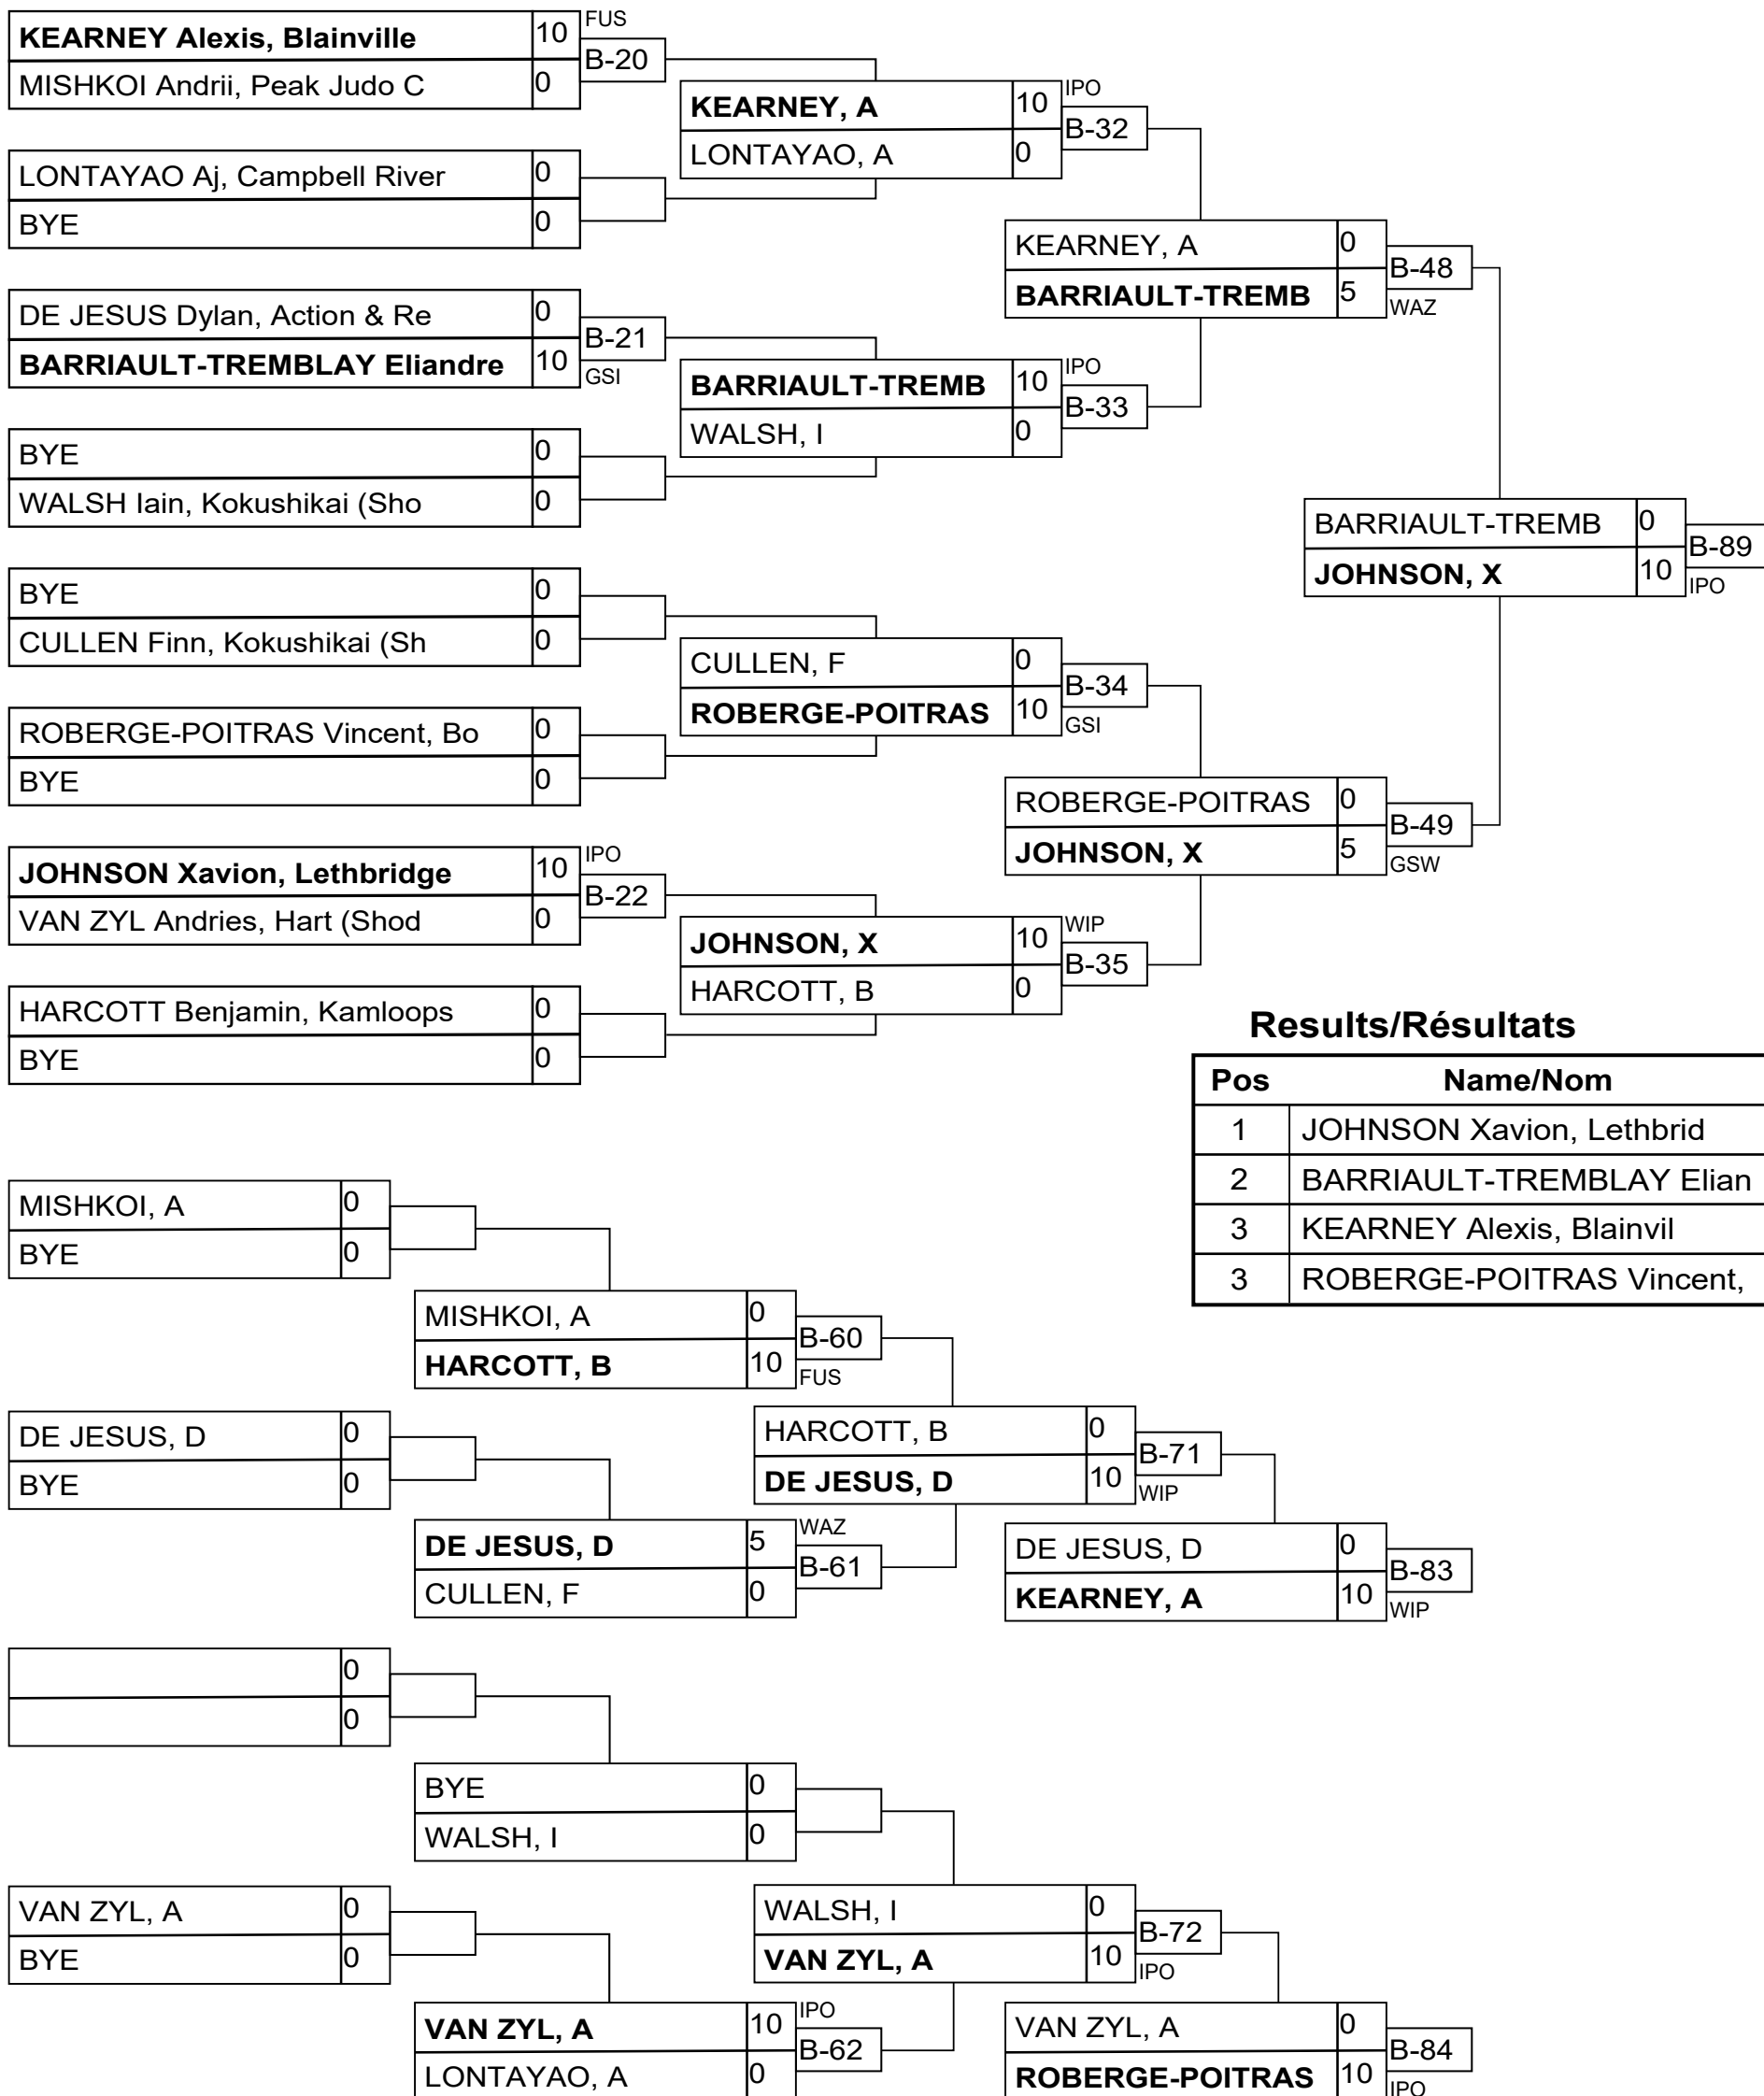 KEARNEY Alexis, Blainville 10 FUS
B-20
MISHKOI Andrii, Peak Judo C 0
KEARNEY, A 10 IPO
B-32
LONTAYAO, A 0
LONTAYAO Aj, Campbell River 0
BYE 0
KEARNEY, A 0
B-48
BARRIAULT-TREMB 5 WAZ
DE JESUS Dylan, Action & Re 0
B-21
BARRIAULT-TREMBLAY Eliandre 10 GSI
BARRIAULT-TREMB 10 IPO
B-33
WALSH, I 0
BYE 0
WALSH Iain, Kokushikai (Sho 0
BARRIAULT-TREMB 0
B-89
JOHNSON, X 10 IPO
BYE 0
CULLEN Finn, Kokushikai (Sh 0
CULLEN, F 0
B-34
ROBERGE-POITRAS 10 GSI
ROBERGE-POITRAS Vincent, Bo 0
BYE 0
ROBERGE-POITRAS 0
B-49
JOHNSON, X 5 GSW
JOHNSON Xavion, Lethbridge 10 IPO
B-22
VAN ZYL Andries, Hart (Shod 0
JOHNSON, X 10 WIP
B-35
HARCOTT, B 0
HARCOTT Benjamin, Kamloops 0
BYE 0
Results/Résultats
Pos Name/Nom
1 JOHNSON Xavion, Lethbrid
2 BARRIAULT-TREMBLAY Elian
3 KEARNEY Alexis, Blainvil
3 ROBERGE-POITRAS Vincent,
MISHKOI, A 0
BYE 0
MISHKOI, A 0
B-60
HARCOTT, B 10 FUS
DE JESUS, D 0
BYE 0
HARCOTT, B 0
B-71
DE JESUS, D 10 WIP
DE JESUS, D 5 WAZ
B-61
CULLEN, F 0
DE JESUS, D 0
B-83
KEARNEY, A 10 WIP
0
0
BYE 0
WALSH, I 0
VAN ZYL, A 0
BYE 0
WALSH, I 0
B-72
VAN ZYL, A 10 IPO
VAN ZYL, A 10 IPO
B-62
LONTAYAO, A 0
VAN ZYL, A 0
B-84
ROBERGE-POITRAS 10 IPO